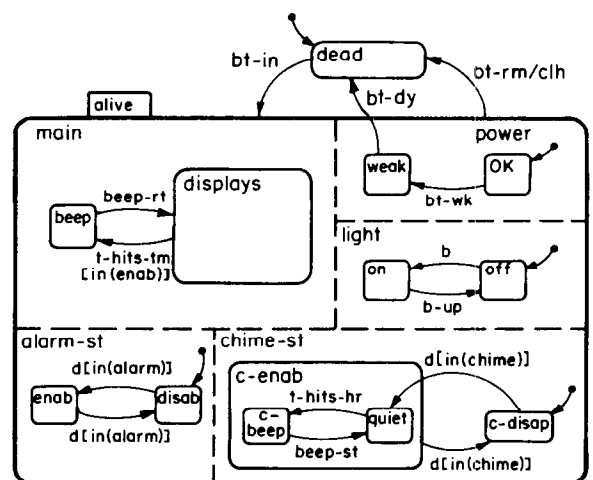 dead
bt-in
bt-rm/clh
bt-dy
alive
main
power
displays
weak
OK
beep
beep-rt
bt-wk
t-hits-tm
[in(enab)]
light
on
b
off
b-up
alarm-st
chime-st
d[in(alarm)]
enab
disab
d[in(alarm)]
c-enab
d[in(chime)]
t-hits-hr
c-
beep
quiet
beep-st
c-disap
d[in(chime)]